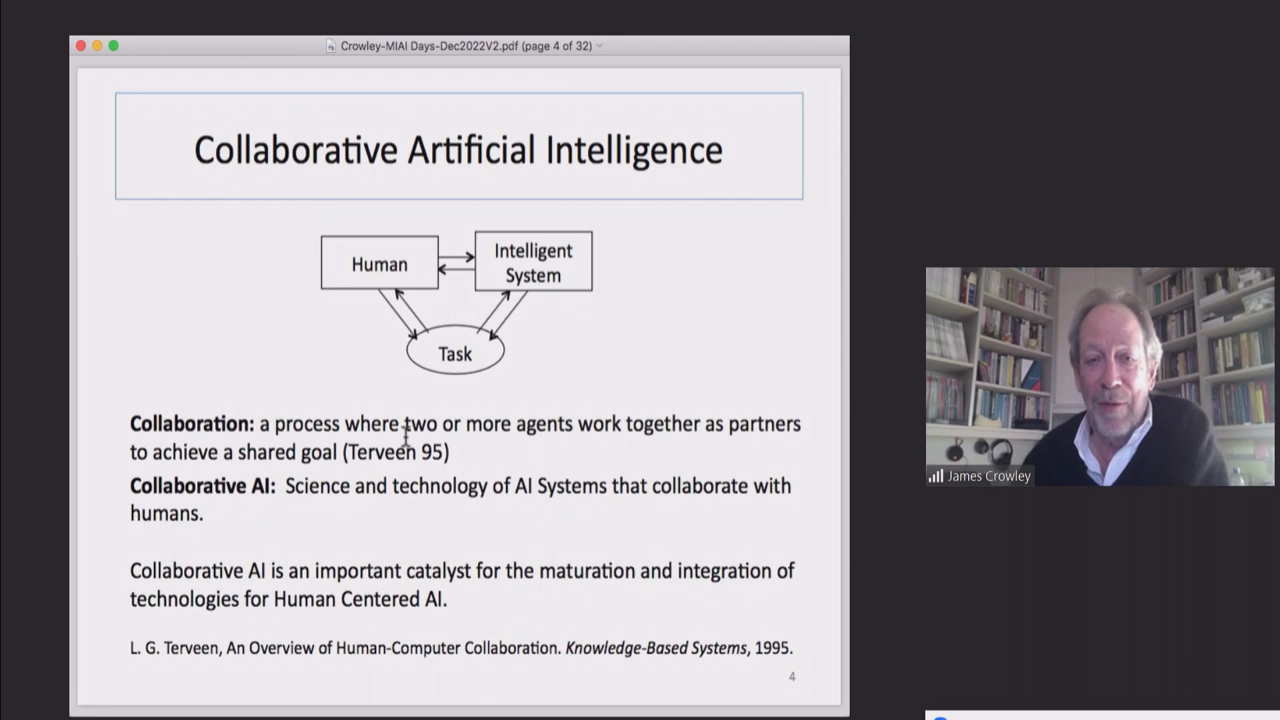 Crowley-MIAI Days-Dec2022V2.pdf (page 4 of 32)
Collaborative Artificial Intelligence
Human
Intelligent
System
Task
Collaboration: a process where two or more agents work together as partners
to achieve a shared goal (Terveen 95)
Collaborative AI: Science and technology of AI Systems that collaborate with
humans.
Collaborative AI is an important catalyst for the maturation and integration of
technologies for Human Centered AI.
L. G. Terveen, An Overview of Human-Computer Collaboration. Knowledge-Based Systems, 1995.
4
James Crowley